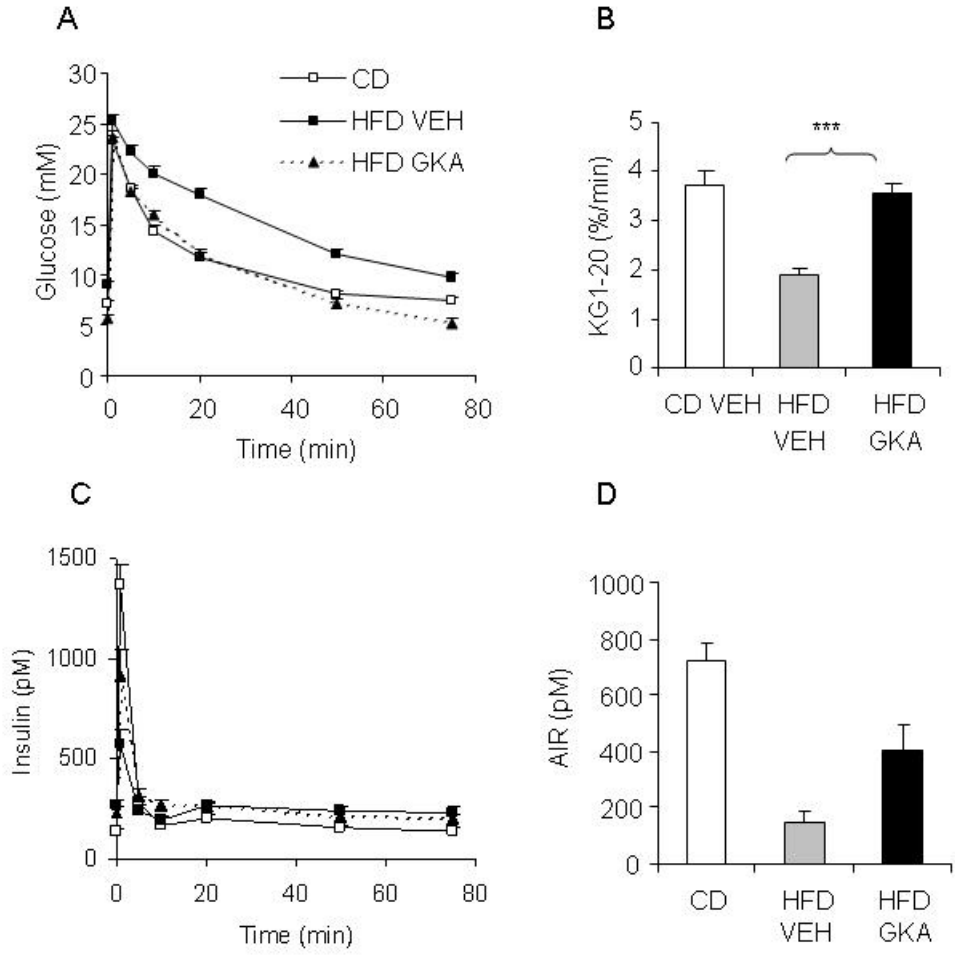 A
30
25
20
15
10
5
0
Glucose (mM)
CD
HFD VEH
HFD GKA
0 20 40 60 80
Time (min)
B
5
4
3
2
1
0
KG1-20 (%/min)
***
CD VEH HFD HFD
VEH GKA
C
1500
1000
500
0
Insulin (pM)
0 20 40 60 80
Time (min)
D
1000
800
600
400
200
0
AIR (pM)
CD HFD HFD
VEH GKA